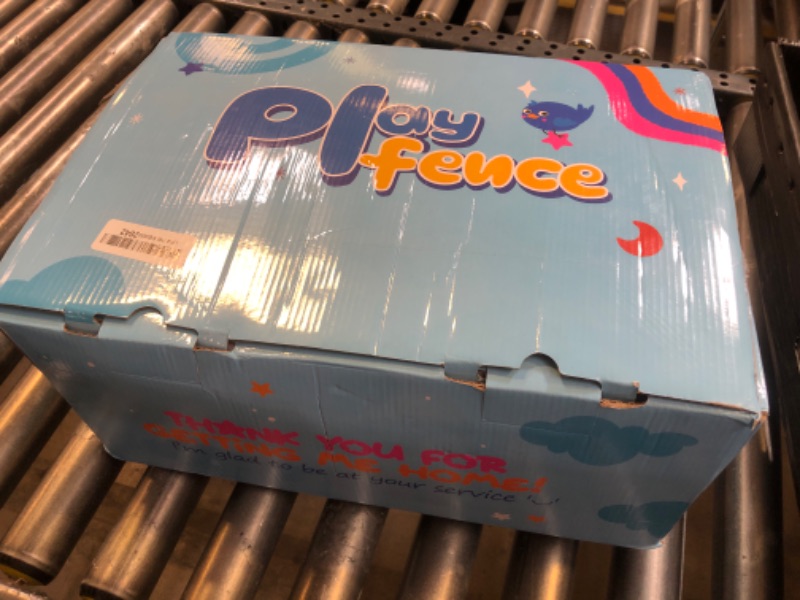 Play
fence
THANK YOU FOR
GETTING ME HOME!
I'm glad to be at your service